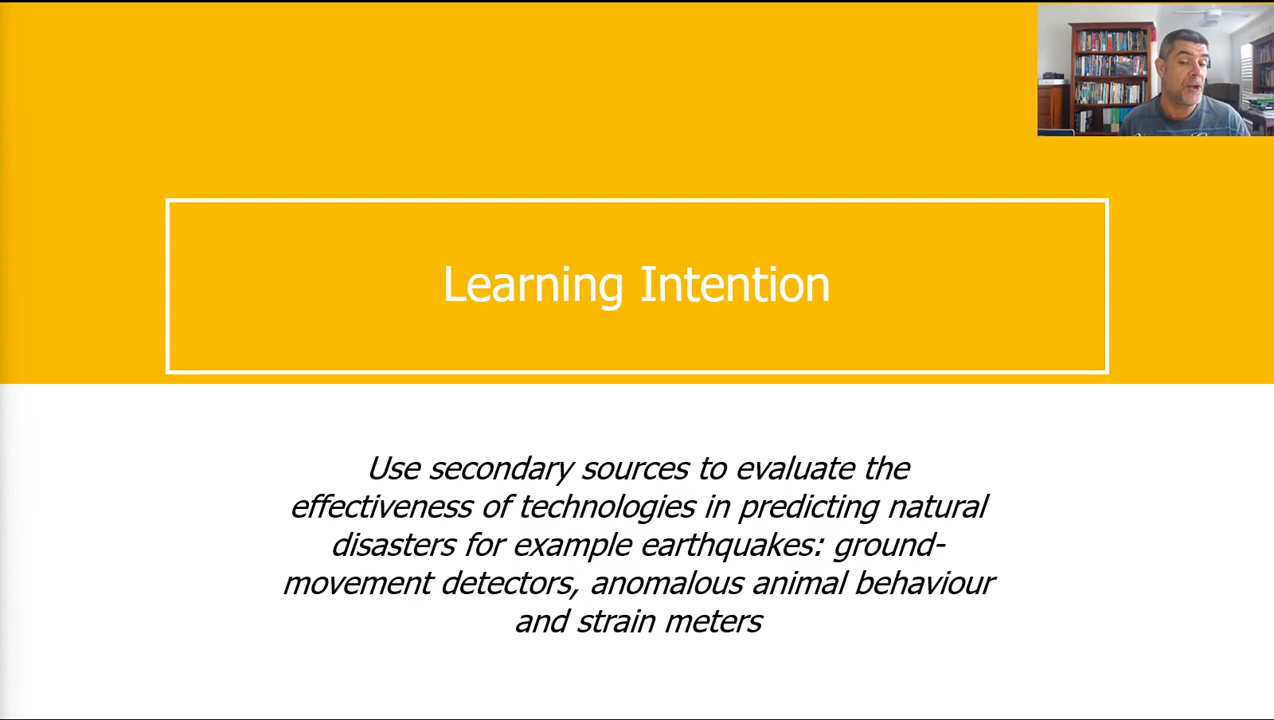 Learning Intention
Use secondary sources to evaluate the
effectiveness of technologies in predicting natural
disasters for example earthquakes: ground-
movement detectors, anomalous animal behaviour
and strain meters